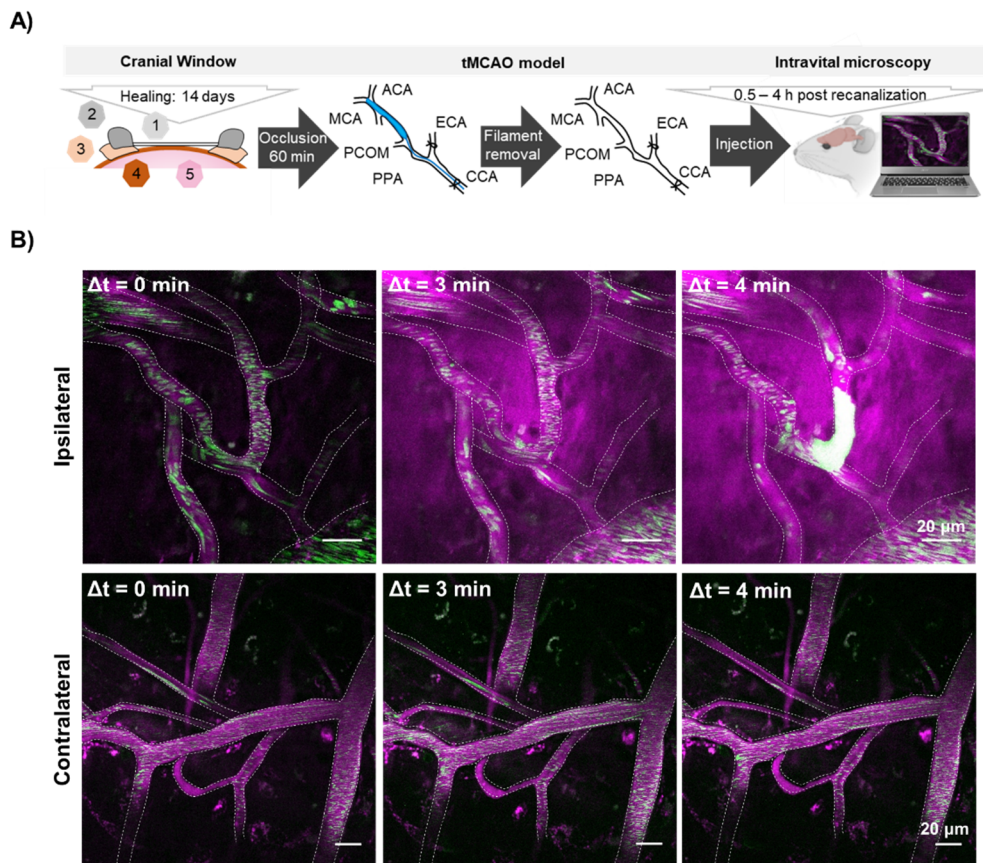 A)
Cranial Window
tMCAO model
Intravital microscopy
Healing: 14 days
0.5 – 4 h post recanalization
2
1
3
4
5
Occlusion
60 min
ACA
MCA
ECA
PCOM
PPA
CCA
Filament
removal
ACA
MCA
ECA
PCOM
PPA
CCA
Injection
B)
Ipsilateral
Δt = 0 min
Δt = 3 min
Δt = 4 min
20 µm
Contralateral
Δt = 0 min
Δt = 3 min
Δt = 4 min
20 µm